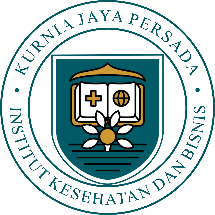 KURNIA JAYA PERSADA
INSTITUT KESEHATAN DAN BISNIS